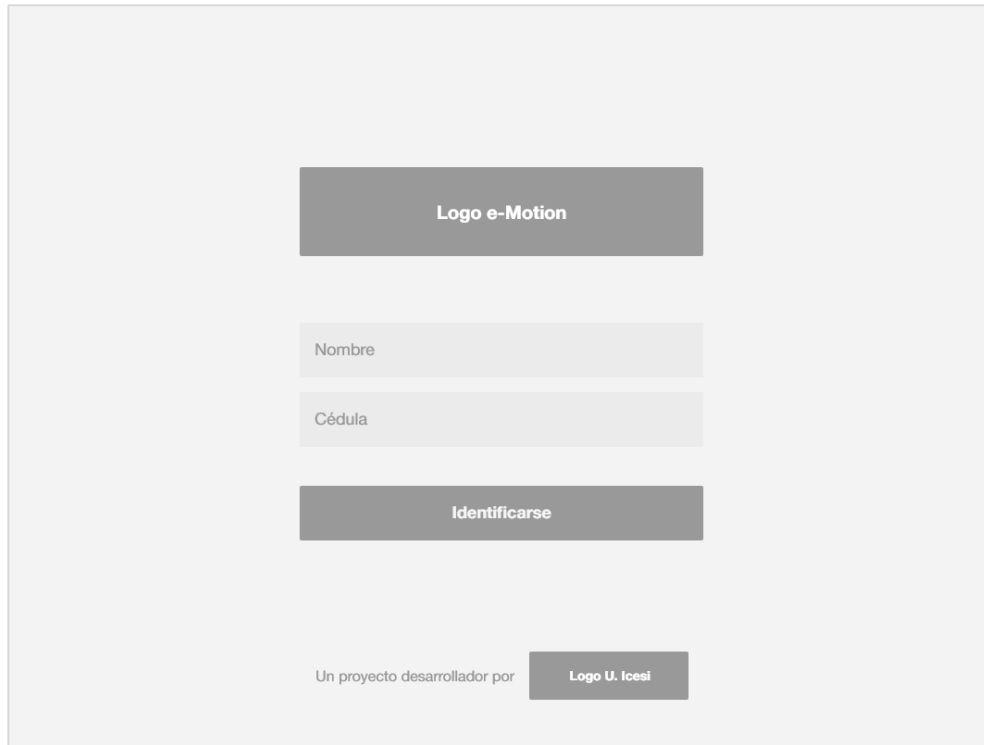 Logo e-Motion
Nombre
Cédula
Identificarse
Un proyecto desarrollador por Logo U. Icesi